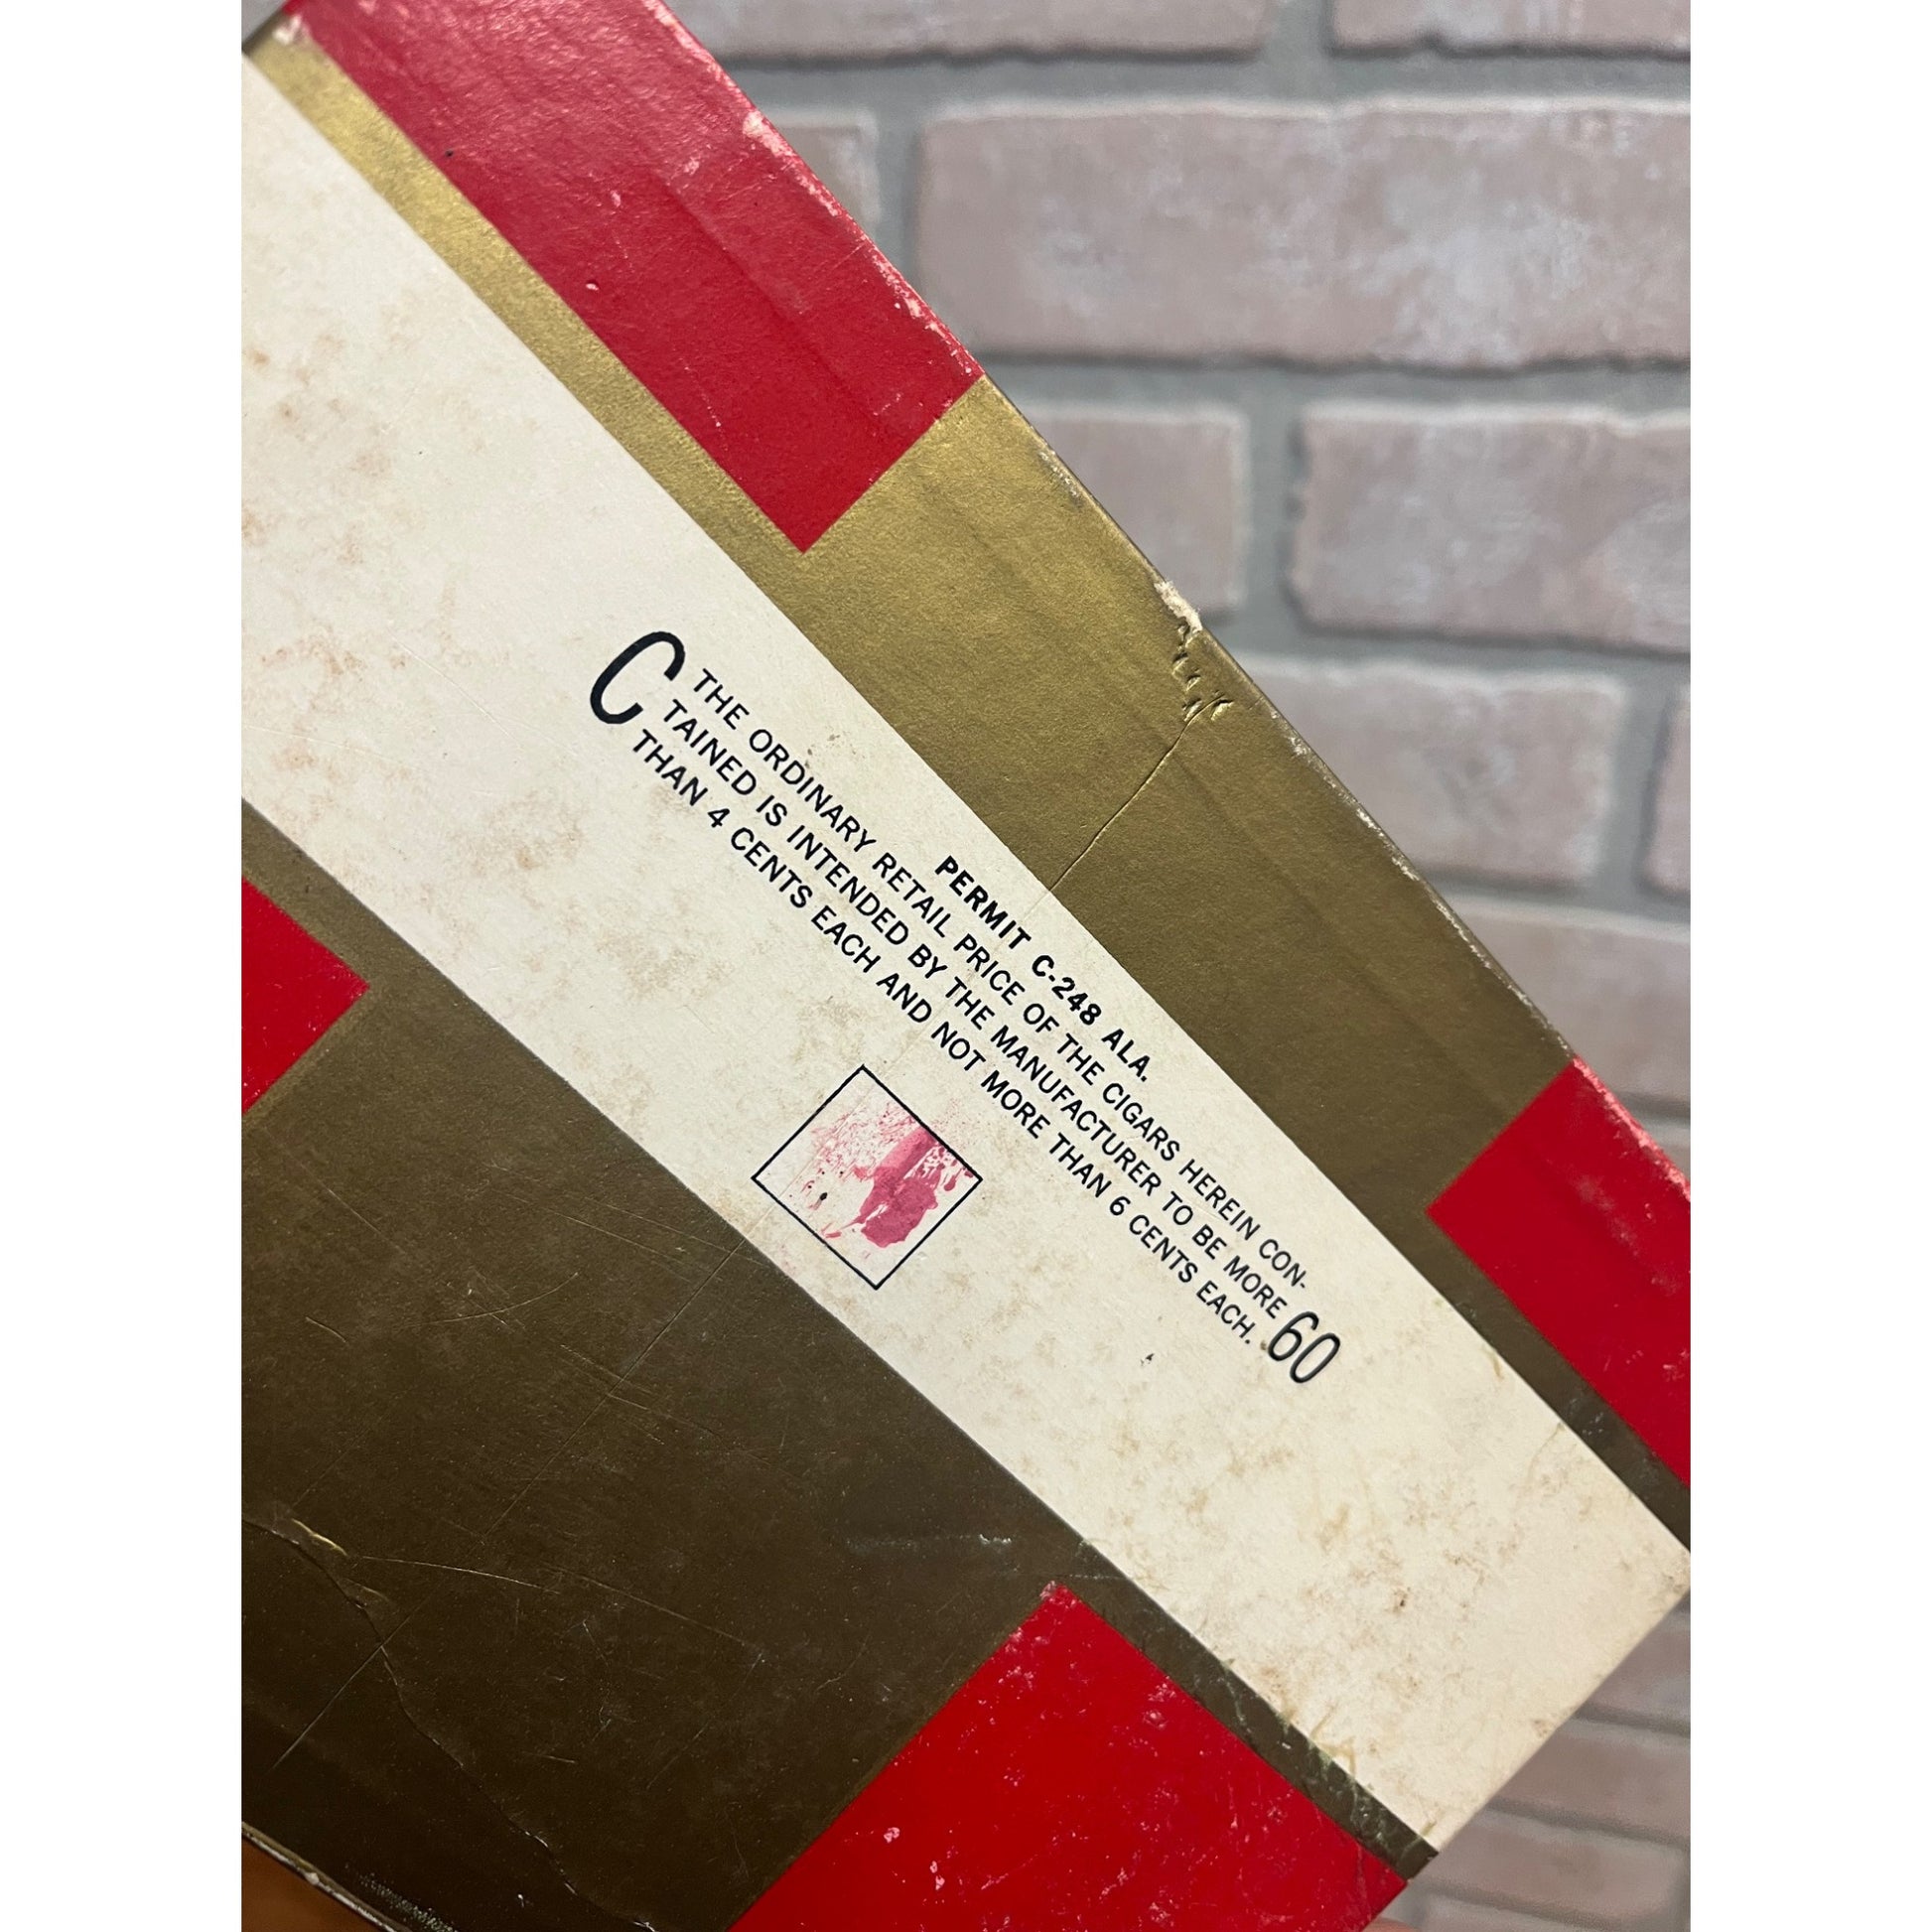 PERMIT C-248 ALA.
C THE ORDINARY RETAIL PRICE OF THE CIGARS HEREIN CON-
TAINED IS INTENDED BY THE MANUFACTURER TO BE MORE
THAN 4 CENTS EACH AND NOT MORE THAN 6 CENTS EACH. 60